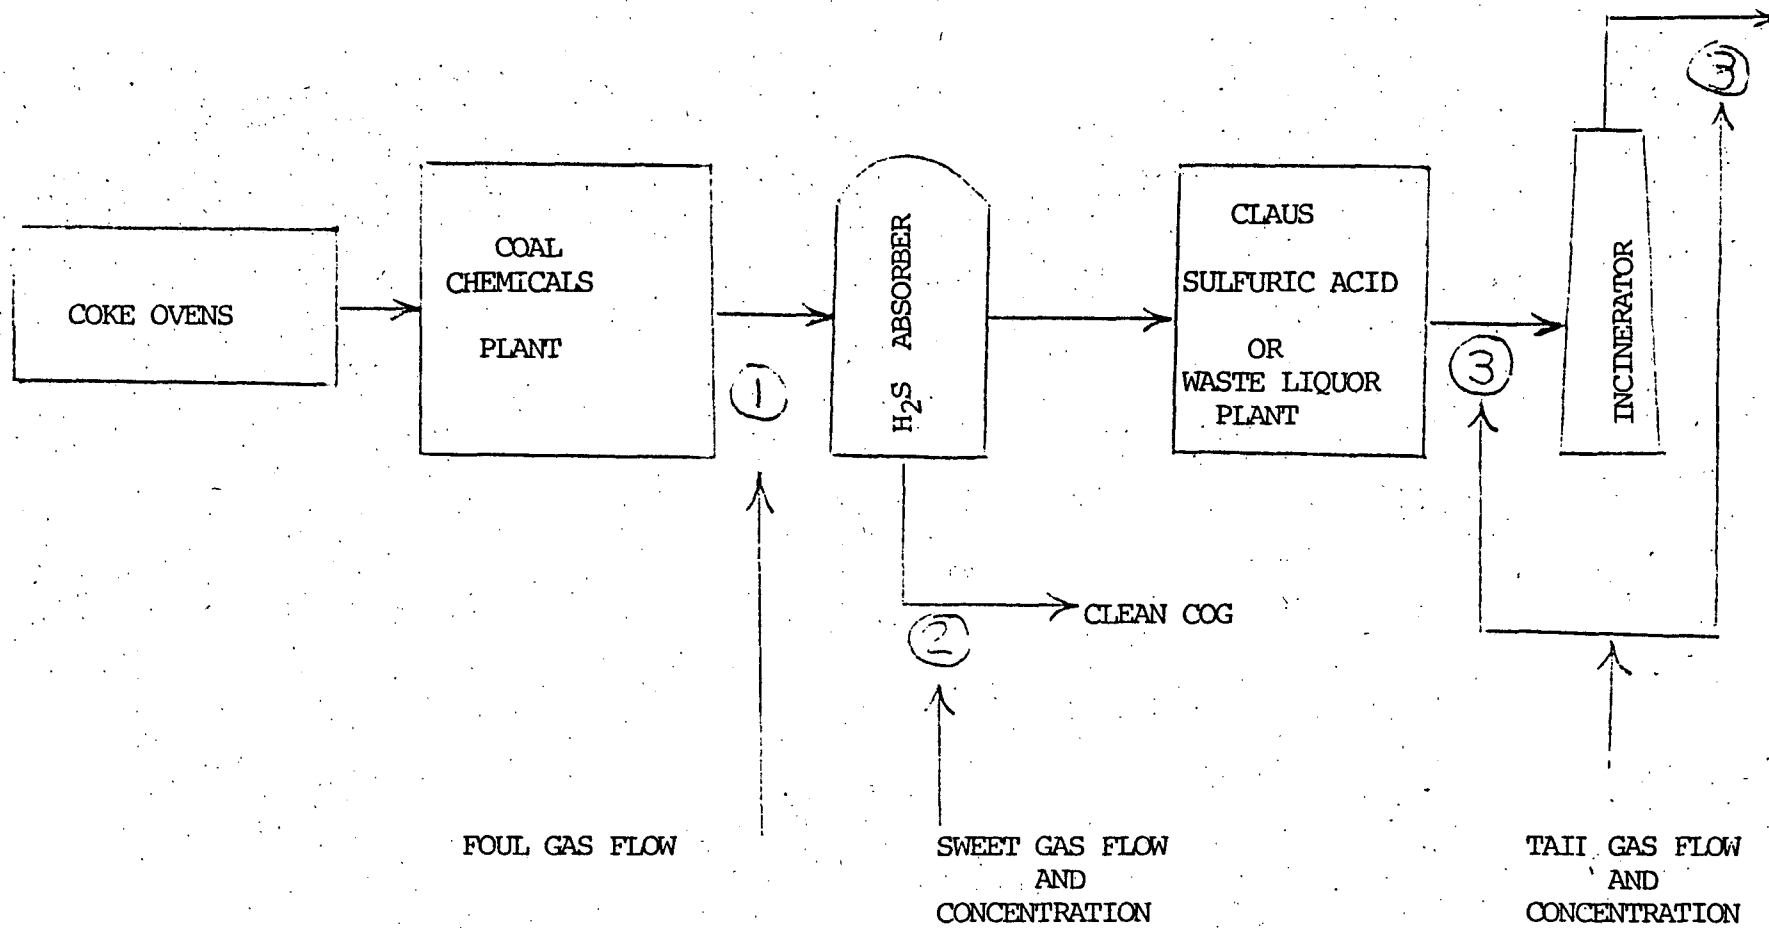 ③
COKE OVENS
COAL
CHEMICALS
PLANT
①
H₂S ABSORBER
CLAUS
SULFURIC ACID
OR
WASTE LIQUOR
PLANT
③
INCINERATOR
②
CLEAN COG
FOUL GAS FLOW
SWEET GAS FLOW
AND
CONCENTRATION
TAIL GAS FLOW
AND
CONCENTRATION